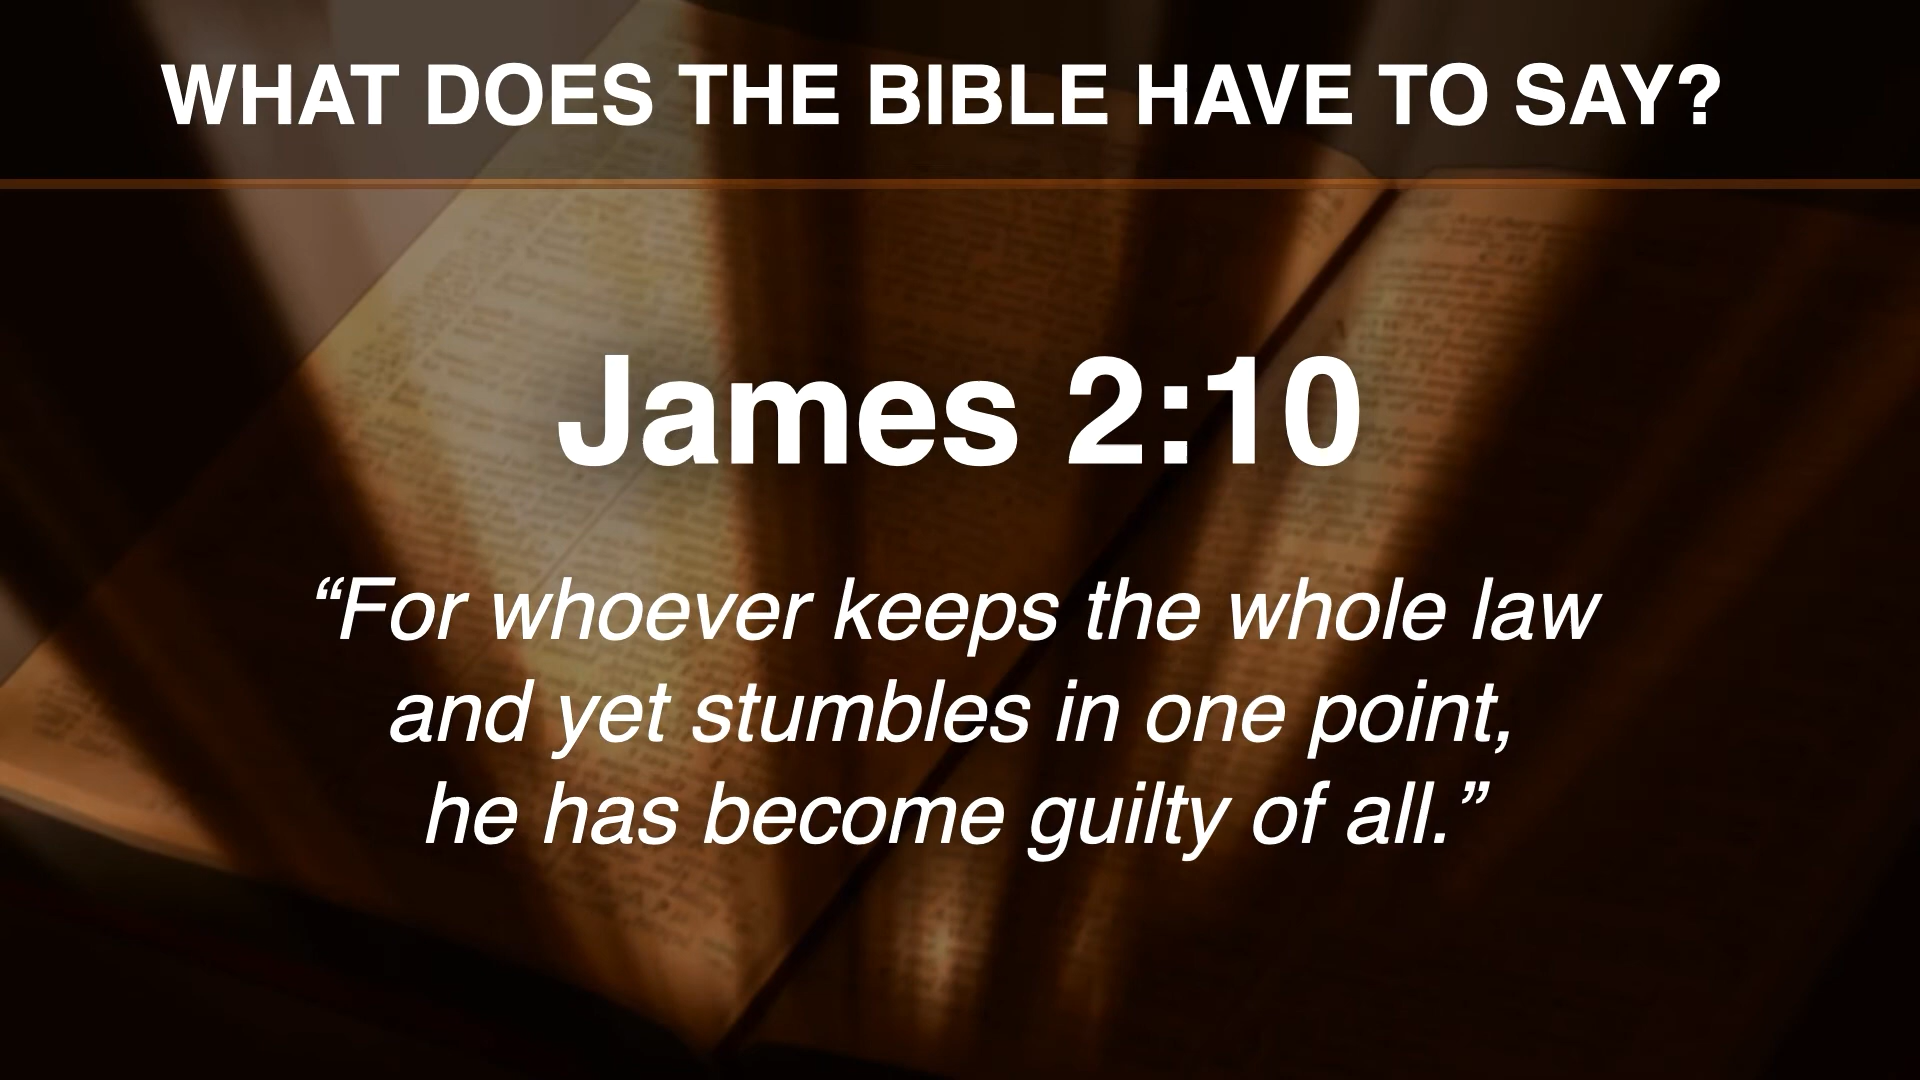 WHAT DOES THE BIBLE HAVE TO SAY?
James 2:10
“For whoever keeps the whole law
and yet stumbles in one point,
he has become guilty of all.”